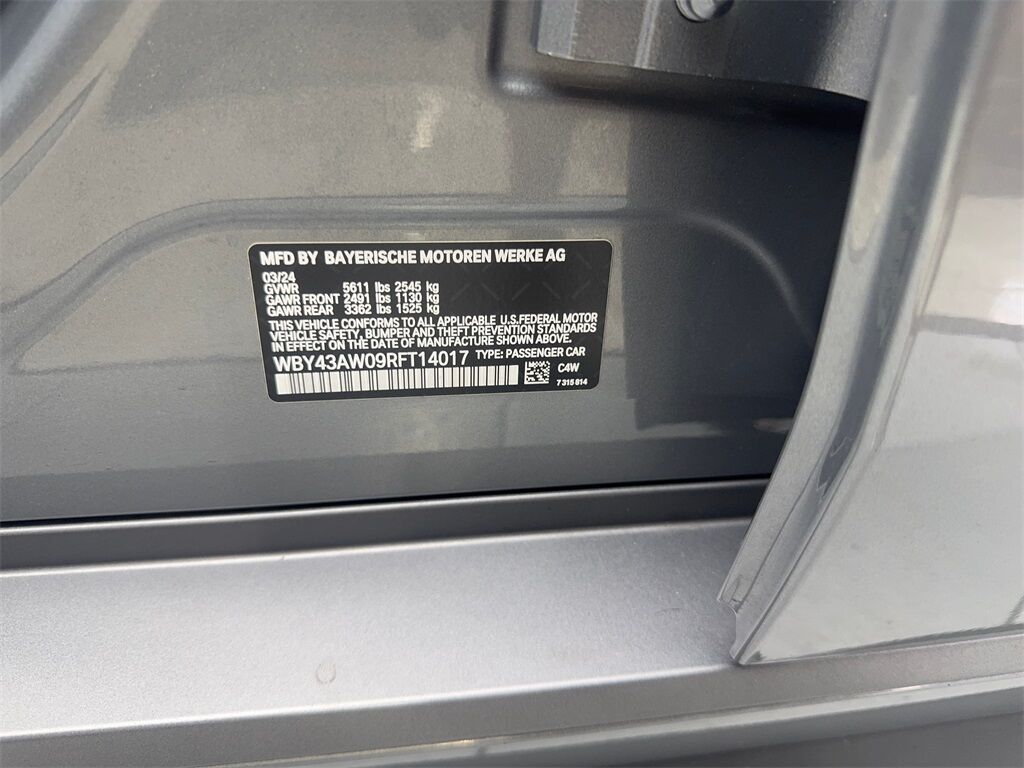 MFD BY BAYERISCHE MOTOREN WERKE AG
03/24
GVWR 5611 lbs 2545 kg
GAWR FRONT 2491 lbs 1130 kg
GAWR REAR 3362 lbs 1525 kg
THIS VEHICLE CONFORMS TO ALL APPLICABLE U.S.FEDERAL MOTOR
VEHICLE SAFETY, BUMPER AND THEFT PREVENTION STANDARDS
IN EFFECT ON THE DATE OF MANUFACTURE SHOWN ABOVE.
WBY43AW09RFT14017 TYPE: PASSENGER CAR
C4W
7 315 814